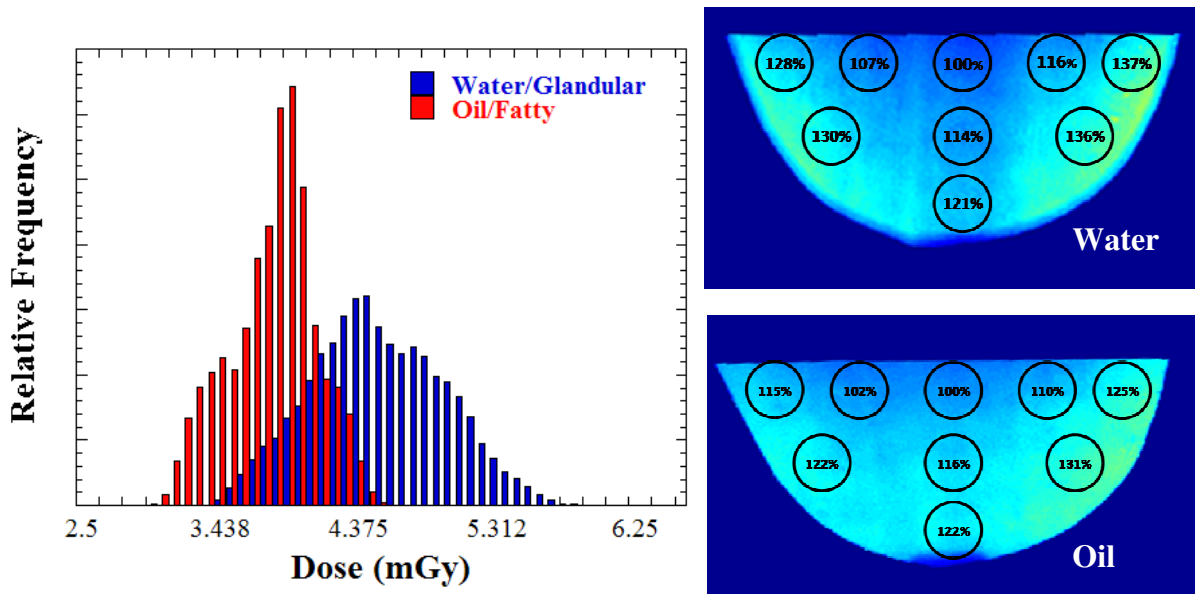 Relative Frequency
Water/Glandular
Oil/Fatty
2.5 3.438 4.375 5.312 6.25
Dose (mGy)
128% 107% 100% 116% 137%
130% 114% 136%
121%
Water
115% 102% 100% 110% 125%
122% 116% 131%
122%
Oil